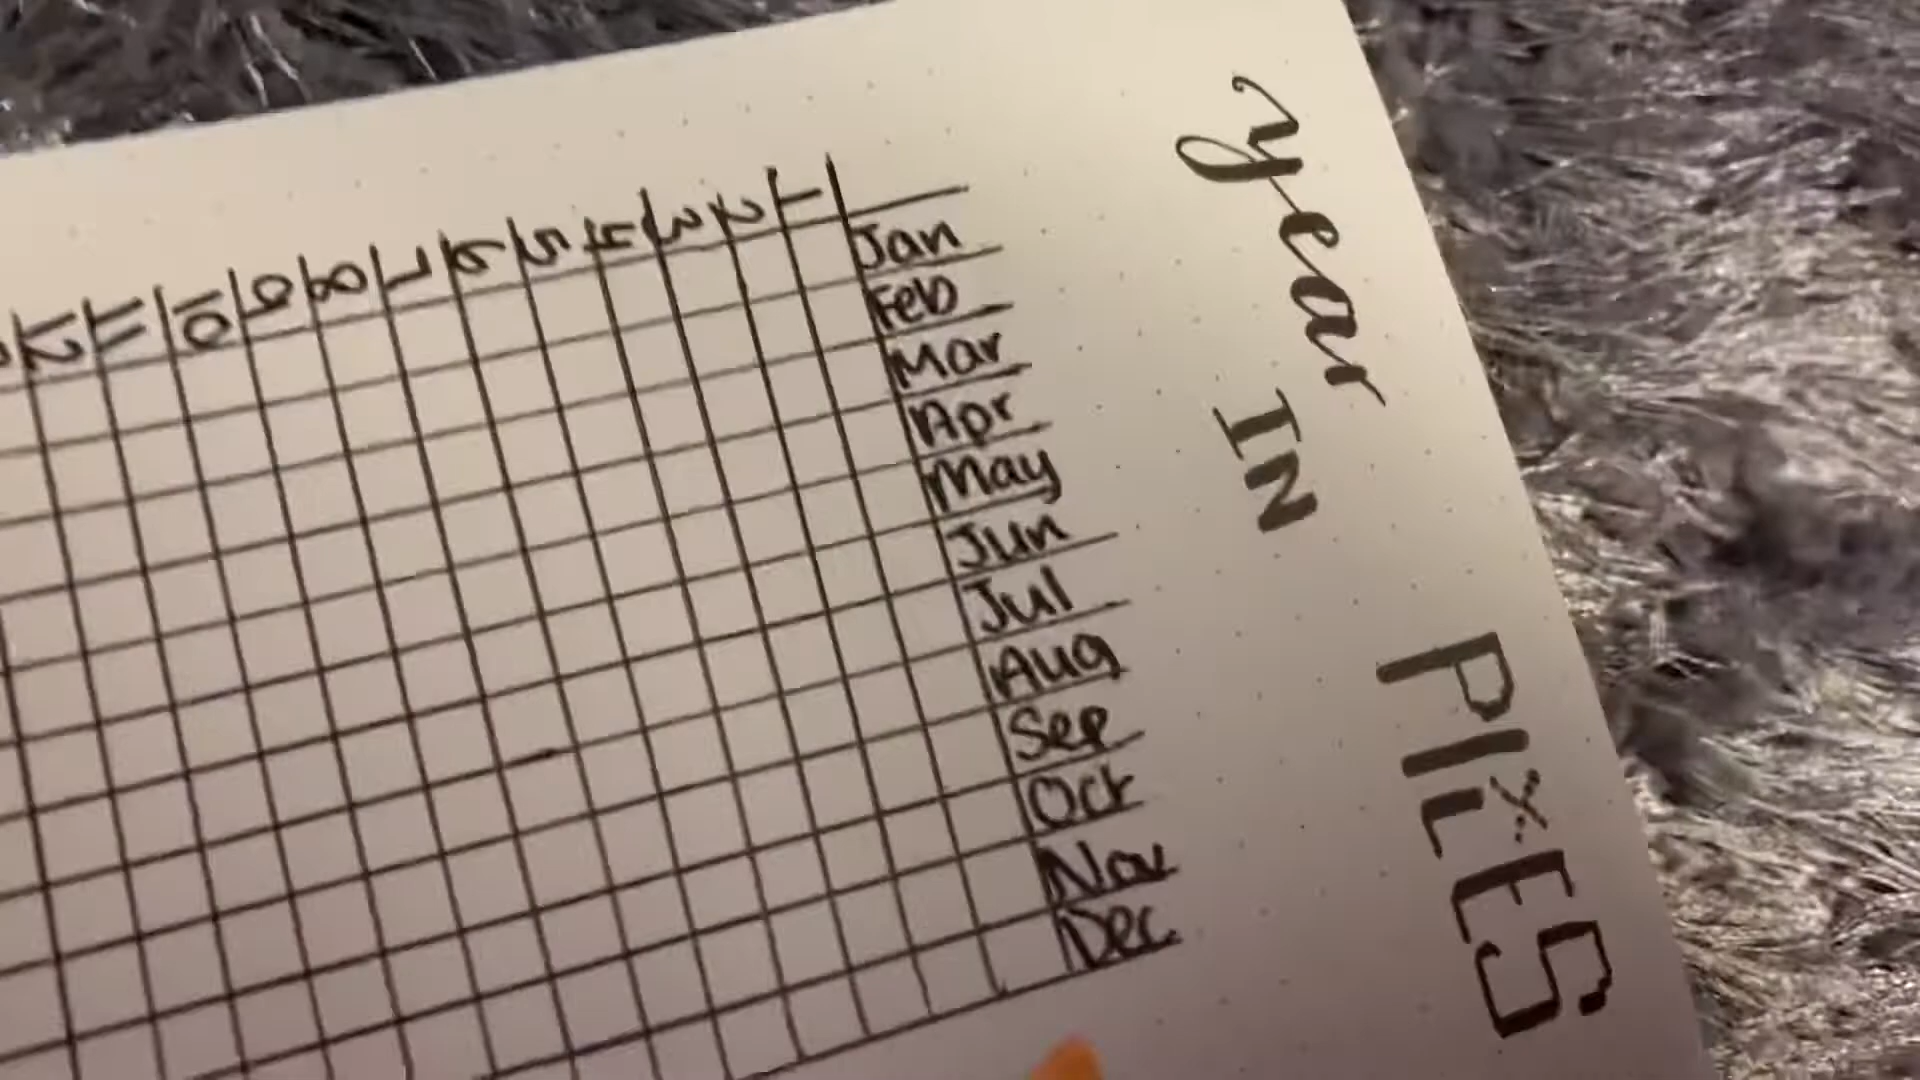 year
IN
PIXELS
1
2
3
4
5
6
7
8
9
10
11
12
Jan
Feb
Mar
Apr
May
Jun
Jul
Aug
Sep
Oct
Nov
Dec